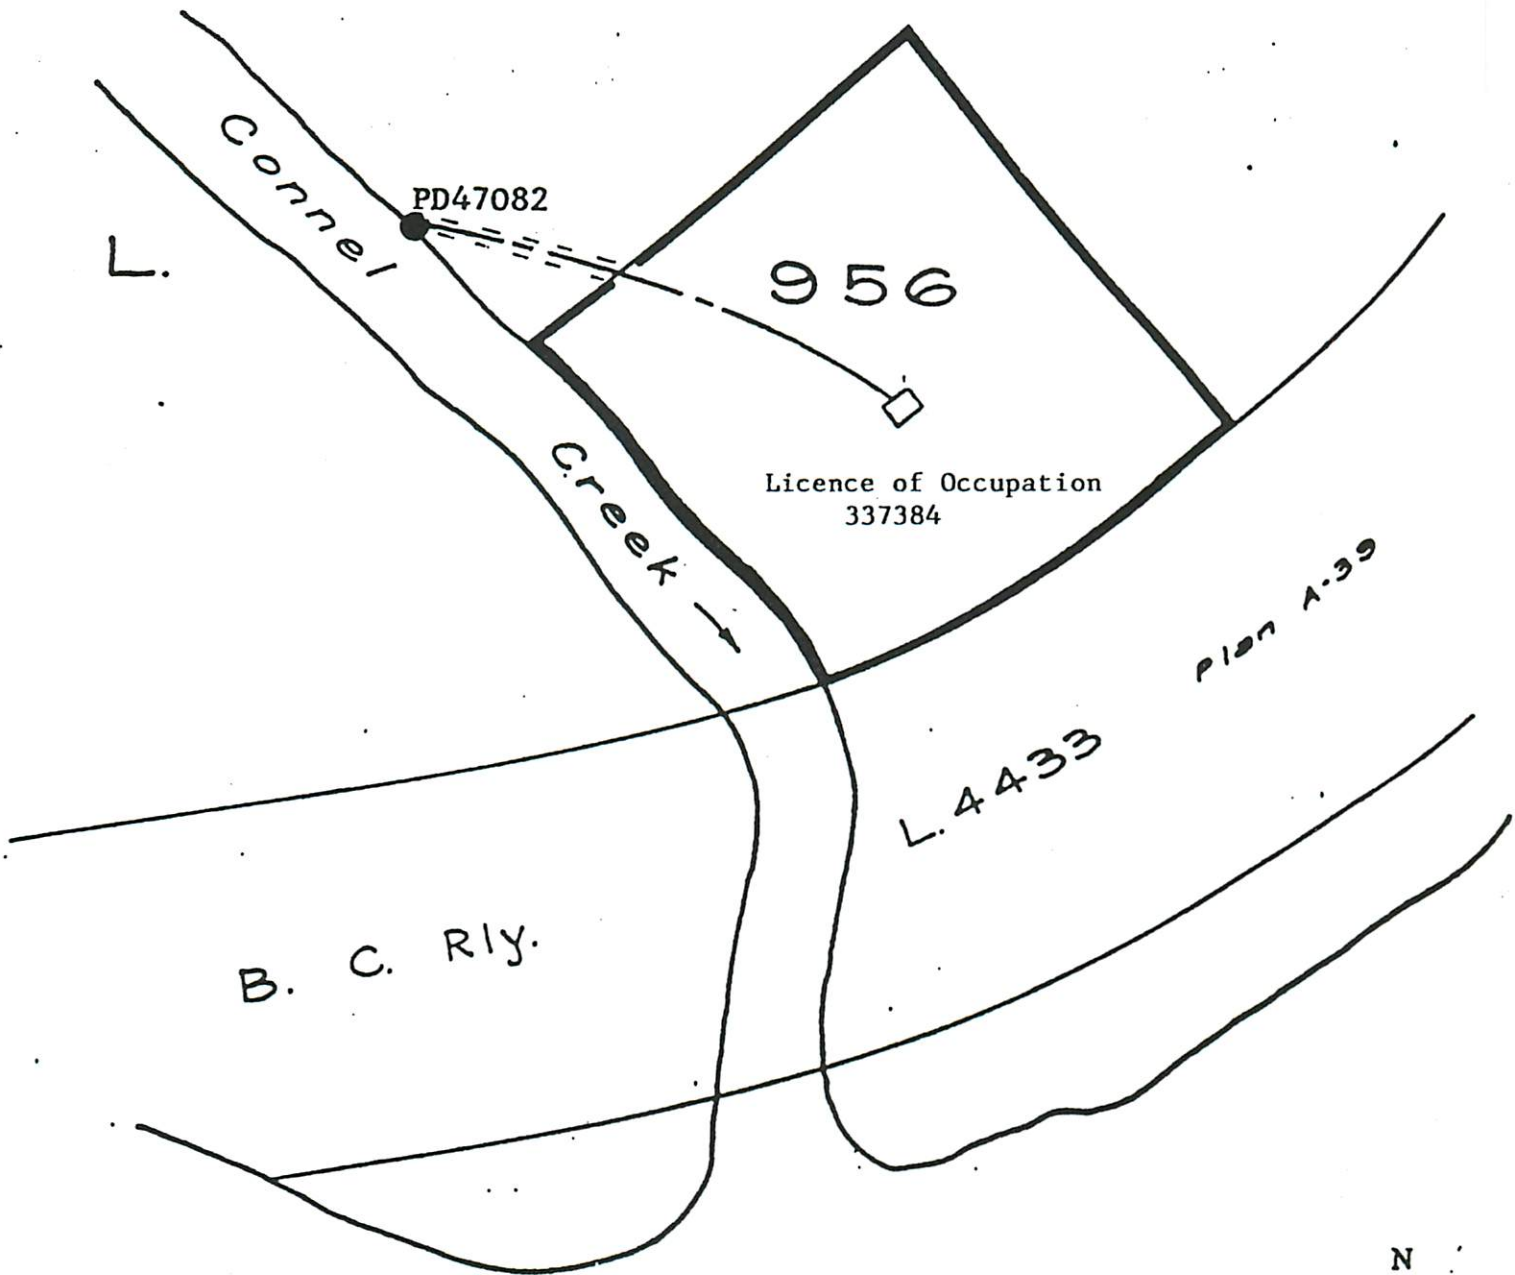 Connel
PD47082
L.
956
Creek
Licence of Occupation
337384
Plan A-39
L. 4433
B. C. Rly.
N